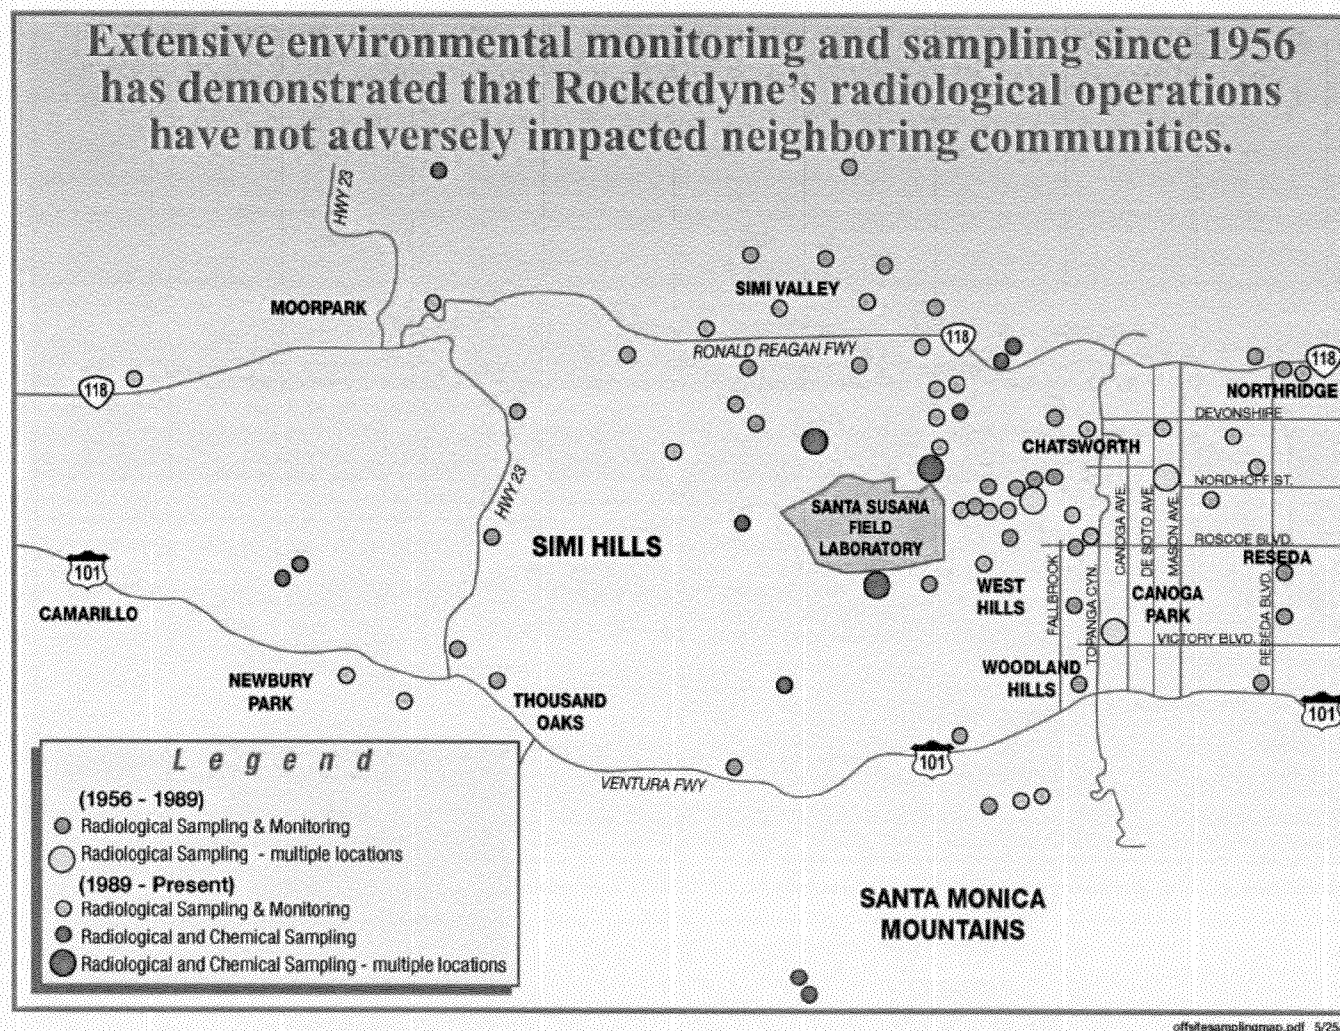 Extensive environmental monitoring and sampling since 1956
has demonstrated that Rocketdyne's radiological operations
have not adversely impacted neighboring communities.
HWY 23
MOORPARK
SIMI VALLEY
RONALD REAGAN FWY
118
118
118
NORTHRIDGE
DEVONSHIRE
CHATSWORTH
NORDHOFF ST.
HWY 23
SANTA SUSANA
FIELD
LABORATORY
SIMI HILLS
CANOGA AVE.
DE SOTO AVE.
MASON AVE.
ROSCOE BLVD.
RESEDA
101
CAMARILLO
WEST
HILLS
FALLBROOK
TOPANGA CYN.
CANOGA
PARK
RESEDA BLVD.
VICTORY BLVD.
NEWBURY
PARK
THOUSAND
OAKS
WOODLAND
HILLS
101
101
VENTURA FWY
Legend
(1956 - 1989)
Radiological Sampling & Monitoring
Radiological Sampling - multiple locations
(1989 - Present)
Radiological Sampling & Monitoring
Radiological and Chemical Sampling
Radiological and Chemical Sampling - multiple locations
SANTA MONICA
MOUNTAINS
offsitesamplingmap.pdf